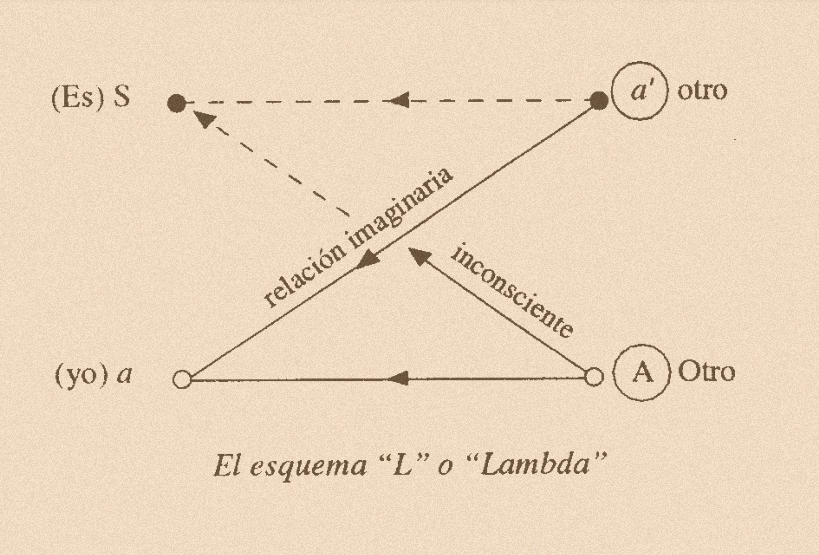 (Es) S
a' otro
relación imaginaria
inconsciente
(yo) a
A Otro
El esquema “L” o “Lambda”